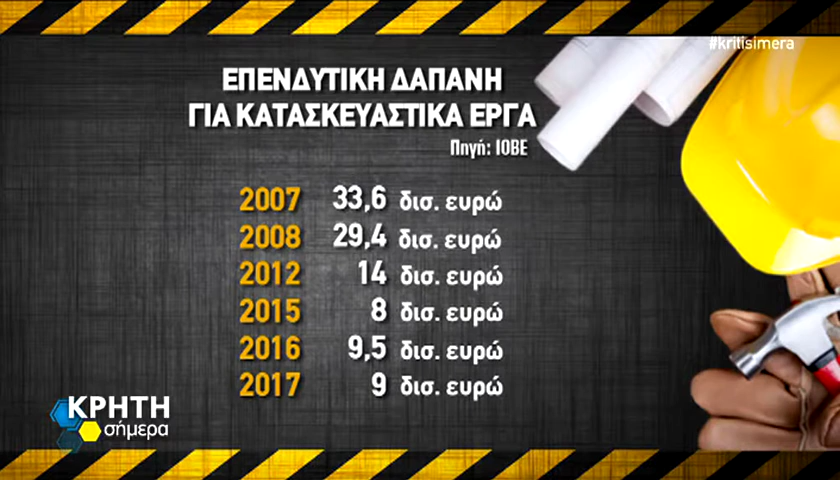 #kritisimera
ΕΠΕΝΔΥΤΙΚΗ ΔΑΠΑΝΗ
ΓΙΑ ΚΑΤΑΣΚΕΥΑΣΤΙΚΑ ΕΡΓΑ
Πηγή: ΙΟΒΕ
2007 33,6 δισ. ευρώ
2008 29,4 δισ. ευρώ
2012 14 δισ. ευρώ
2015 8 δισ. ευρώ
2016 9,5 δισ. ευρώ
2017 9 δισ. ευρώ
ΚΡΗΤΗ
σήμερα